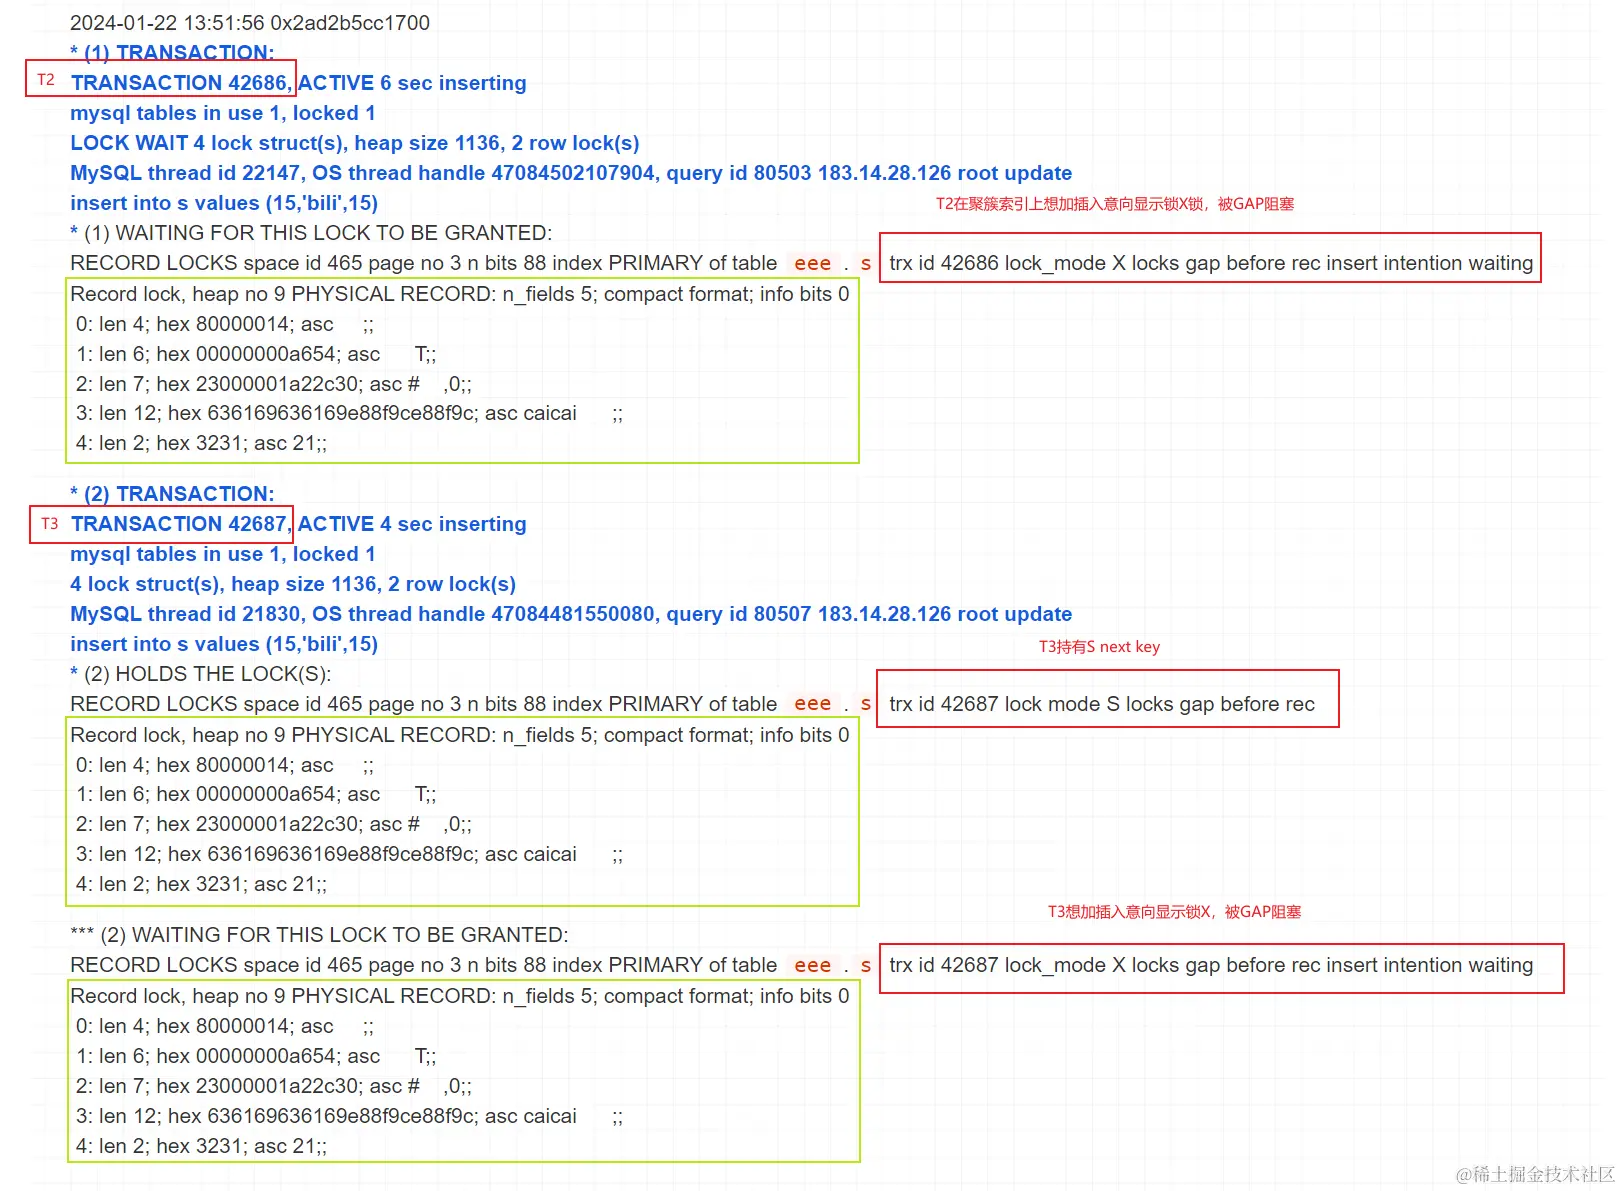 2024-01-22 13:51:56 0x2ad2b5cc1700
* (1) TRANSACTION:
T2 TRANSACTION 42686, ACTIVE 6 sec inserting
mysql tables in use 1, locked 1
LOCK WAIT 4 lock struct(s), heap size 1136, 2 row lock(s)
MySQL thread id 22147, OS thread handle 47084502107904, query id 80503 183.14.28.126 root update
insert into s values (15,'bili',15)
T2在聚簇索引上想加插入意向显示锁X锁，被GAP阻塞
* (1) WAITING FOR THIS LOCK TO BE GRANTED:
RECORD LOCKS space id 465 page no 3 n bits 88 index PRIMARY of table eee . s trx id 42686 lock_mode X locks gap before rec insert intention waiting
Record lock, heap no 9 PHYSICAL RECORD: n_fields 5; compact format; info bits 0
0: len 4; hex 80000014; asc ;;
1: len 6; hex 00000000a654; asc T;;
2: len 7; hex 23000001a22c30; asc # ,0;;
3: len 12; hex 636169636169e88f9ce88f9c; asc caicai ;;
4: len 2; hex 3231; asc 21;;
* (2) TRANSACTION:
T3 TRANSACTION 42687, ACTIVE 4 sec inserting
mysql tables in use 1, locked 1
4 lock struct(s), heap size 1136, 2 row lock(s)
MySQL thread id 21830, OS thread handle 47084481550080, query id 80507 183.14.28.126 root update
insert into s values (15,'bili',15)
T3持有S next key
* (2) HOLDS THE LOCK(S):
RECORD LOCKS space id 465 page no 3 n bits 88 index PRIMARY of table eee . s trx id 42687 lock mode S locks gap before rec
Record lock, heap no 9 PHYSICAL RECORD: n_fields 5; compact format; info bits 0
0: len 4; hex 80000014; asc ;;
1: len 6; hex 00000000a654; asc T;;
2: len 7; hex 23000001a22c30; asc # ,0;;
3: len 12; hex 636169636169e88f9ce88f9c; asc caicai ;;
4: len 2; hex 3231; asc 21;;
T3想加插入意向显示锁X，被GAP阻塞
*** (2) WAITING FOR THIS LOCK TO BE GRANTED:
RECORD LOCKS space id 465 page no 3 n bits 88 index PRIMARY of table eee . s trx id 42687 lock_mode X locks gap before rec insert intention waiting
Record lock, heap no 9 PHYSICAL RECORD: n_fields 5; compact format; info bits 0
0: len 4; hex 80000014; asc ;;
1: len 6; hex 00000000a654; asc T;;
2: len 7; hex 23000001a22c30; asc # ,0;;
3: len 12; hex 636169636169e88f9ce88f9c; asc caicai ;;
4: len 2; hex 3231; asc 21;;
@稀土掘金技术社区